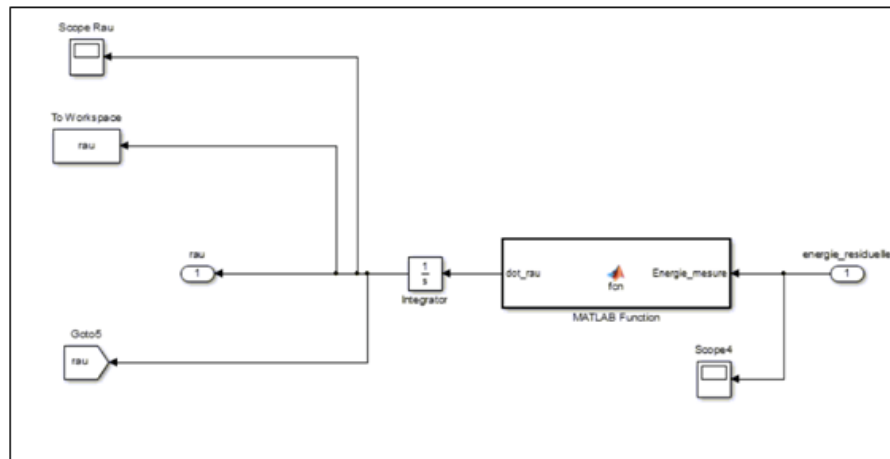 Scope Rau
To Workspace
rau
rau
1
Goto5
rau
1
s
Integrator
dot_rau
fcn
Energie_mesure
MATLAB Function
energie_residuelle
1
Scope4